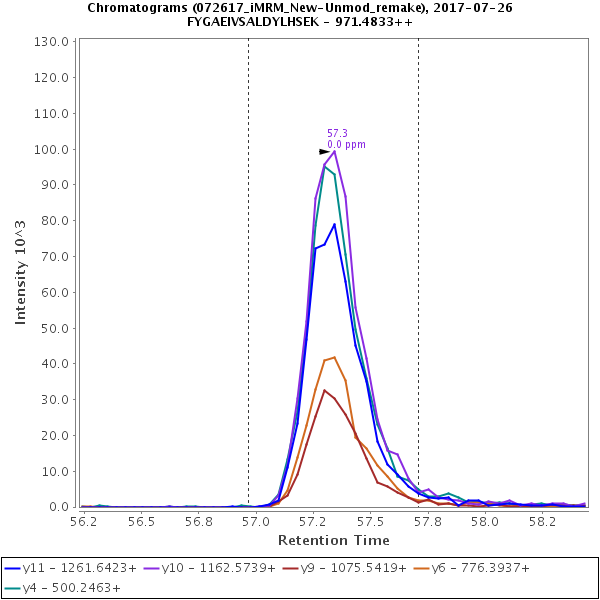 Chromatograms (072617_iMRM_New-Unmod_remake), 2017-07-26
FYGAEIVSALDYLHSEK - 971.4833++
130.0
120.0
110.0
100.0
90.0
80.0
70.0
60.0
50.0
40.0
30.0
20.0
10.0
0.0
Intensity 10^3
57.3
0.0 ppm
56.2 56.5 56.8 57.0 57.2 57.5 57.8 58.0 58.2
Retention Time
y11 - 1261.6423+ y10 - 1162.5739+ y9 - 1075.5419+ y6 - 776.3937+
y4 - 500.2463+